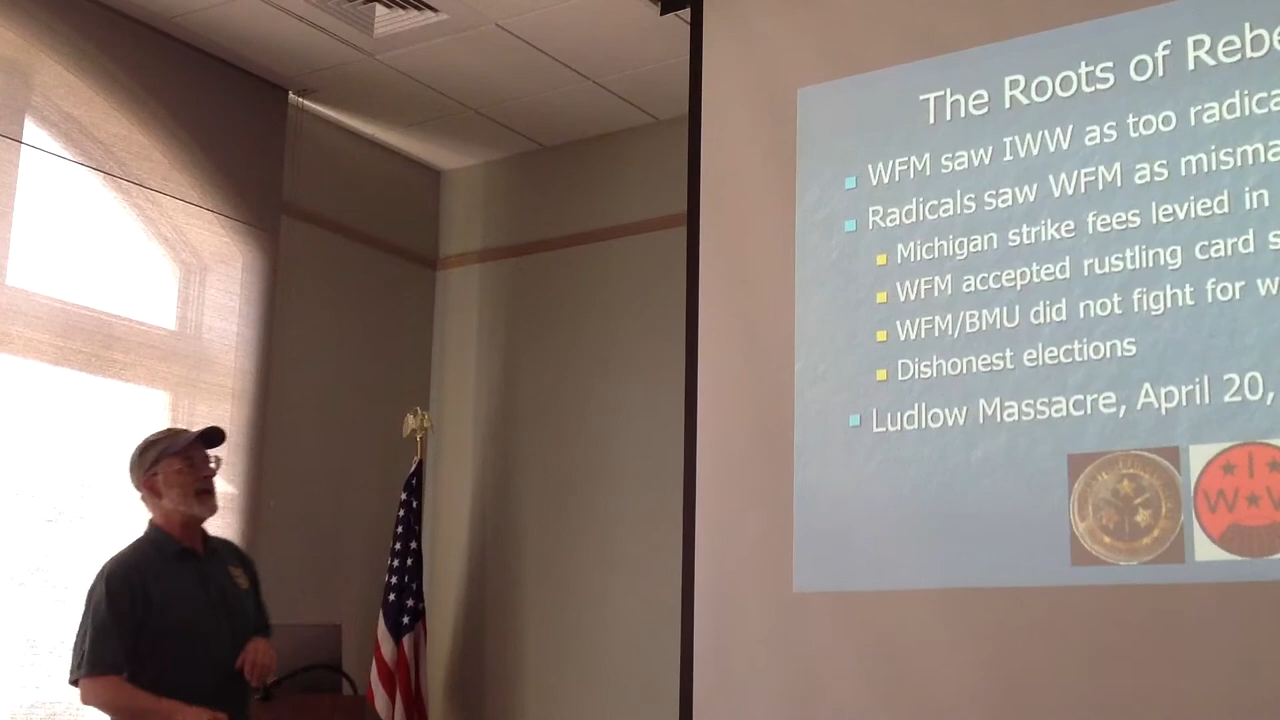 The Roots of Rebe
WFM saw IWW as too radica
Radicals saw WFM as misma
Michigan strike fees levied in
WFM accepted rustling card s
WFM/BMU did not fight for w
Dishonest elections
Ludlow Massacre, April 20,
I
W W